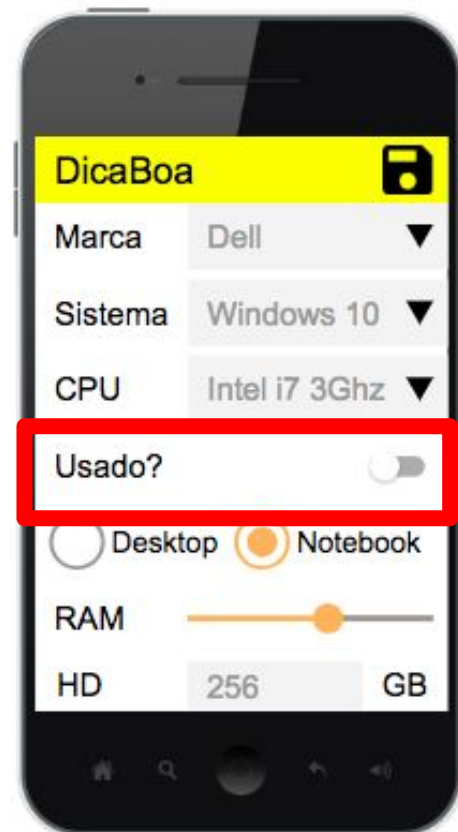 DicaBoa
Marca Dell
Sistema Windows 10
CPU Intel i7 3Ghz
Usado?
Desktop Notebook
RAM
HD 256 GB